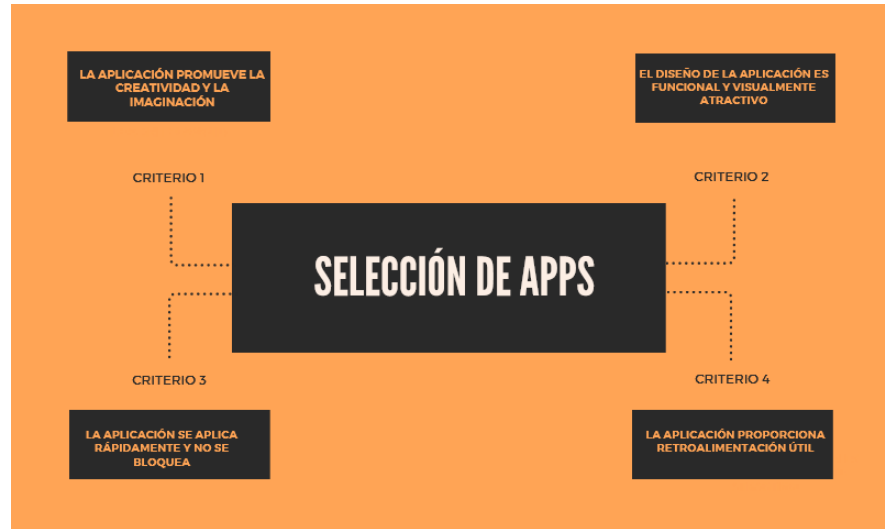 LA APLICACIÓN PROMUEVE LA
CREATIVIDAD Y LA
IMAGINACIÓN
EL DISEÑO DE LA APLICACIÓN ES
FUNCIONAL Y VISUALMENTE
ATRACTIVO
CRITERIO 1
CRITERIO 2
SELECCIÓN DE APPS
CRITERIO 3
CRITERIO 4
LA APLICACIÓN SE APLICA
RÁPIDAMENTE Y NO SE
BLOQUEA
LA APLICACIÓN PROPORCIONA
RETROALIMENTACIÓN ÚTIL